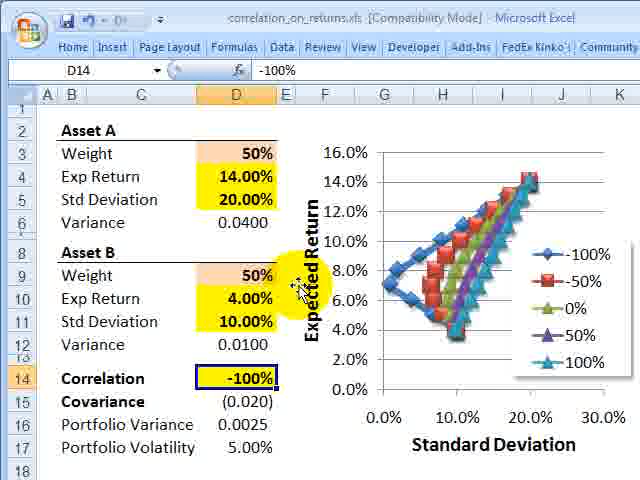 correlation_on_returns.xls [Compatibility Mode] - Microsoft Excel
Home Insert Page Layout Formulas Data Review View Developer Add-Ins FedEx Kinko's Community
D14 fx -100%
A B C D E F G H I J K
1
2 Asset A
3 Weight 50%
4 Exp Return 14.00%
5 Std Deviation 20.00%
6 Variance 0.0400
8 Asset B
9 Weight 50%
10 Exp Return 4.00%
11 Std Deviation 10.00%
12 Variance 0.0100
13
14 Correlation -100%
15 Covariance (0.020)
16 Portfolio Variance 0.0025
17 Portfolio Volatility 5.00%
18
Expected Return
16.0%
14.0%
12.0%
10.0%
8.0%
6.0%
4.0%
2.0%
0.0%
0.0% 10.0% 20.0% 30.0%
Standard Deviation
-100%
-50%
0%
50%
100%